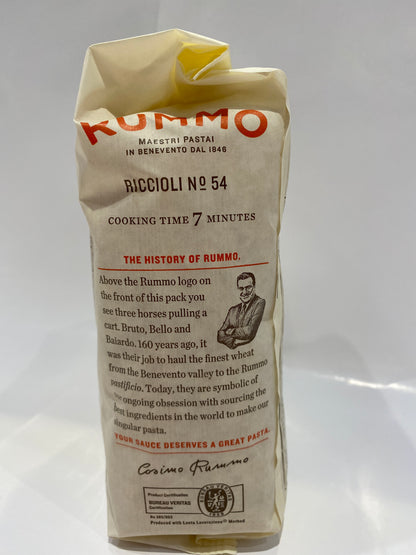 RUMMO
MAESTRI PASTAI
IN BENEVENTO DAL 1846
RICCIOLI Nº 54
COOKING TIME 7 MINUTES
THE HISTORY OF RUMMO.
Above the Rummo logo on
the front of this pack you
see three horses pulling a
cart. Bruto, Bello and
Baiardo. 160 years ago, it
was their job to haul the finest wheat
from the Benevento valley to the Rummo
pastificio. Today, they are symbolic of
the ongoing obsession with sourcing the
best ingredients in the world to make our
singular pasta.
YOUR SAUCE DESERVES A GREAT PASTA.
Cosimo Rummo
Product Certification
BUREAU VERITAS
Certification
BUREAU VERITAS
1828
Produced with Lenta Lavorazione® Method